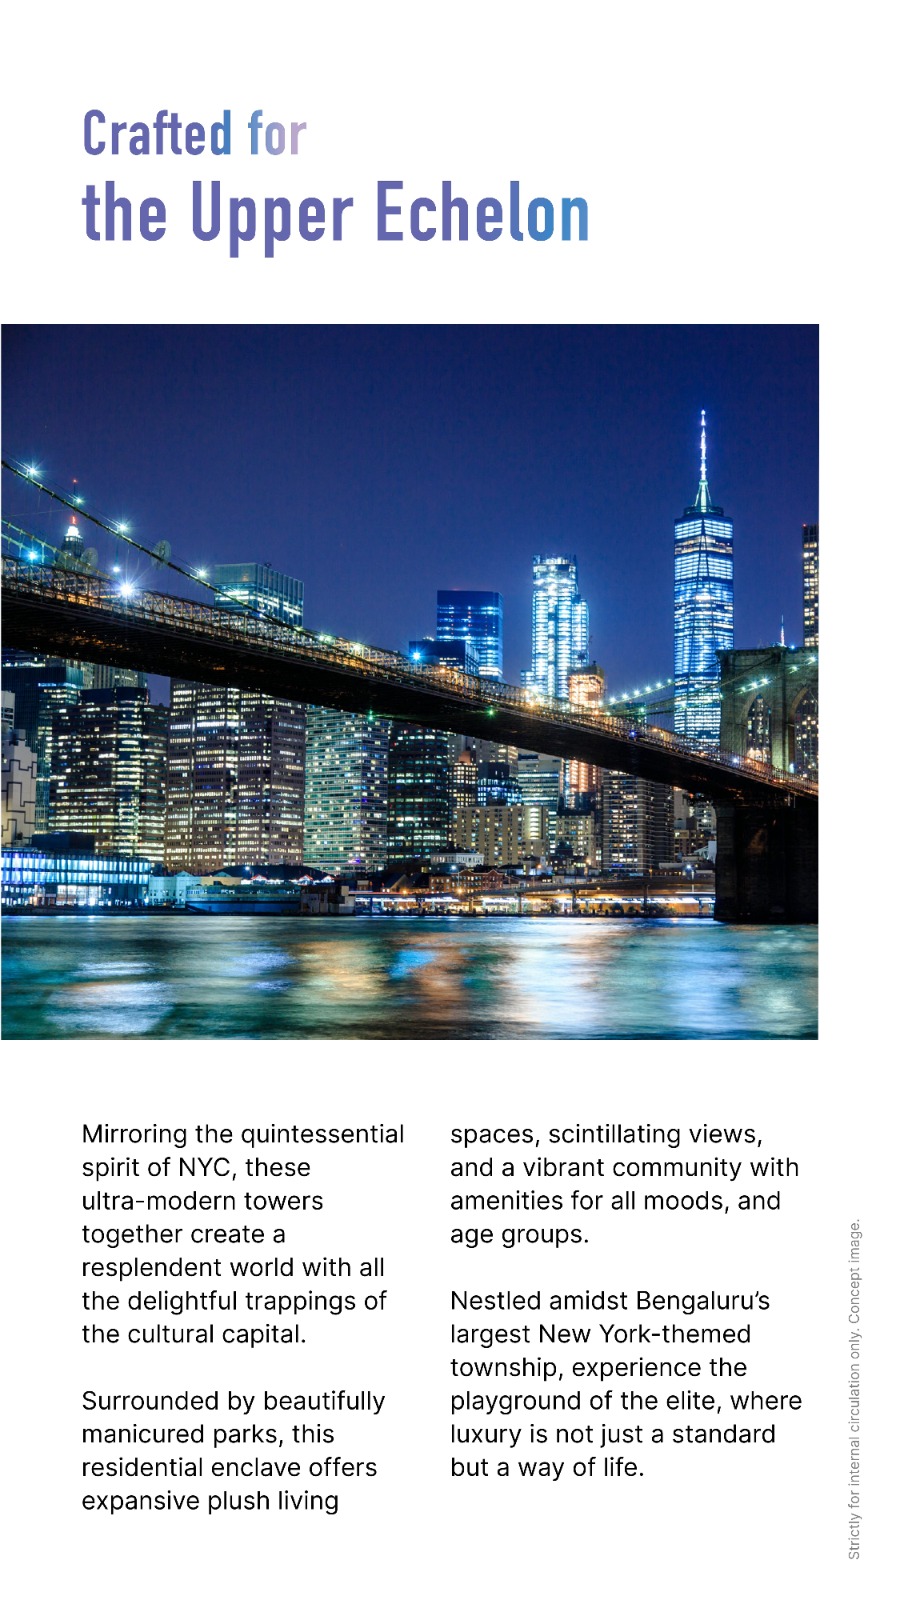 Crafted for
the Upper Echelon
Mirroring the quintessential
spirit of NYC, these
ultra-modern towers
together create a
resplendent world with all
the delightful trappings of
the cultural capital.
Surrounded by beautifully
manicured parks, this
residential enclave offers
expansive plush living
spaces, scintillating views,
and a vibrant community with
amenities for all moods, and
age groups.
Nestled amidst Bengaluru’s
largest New York-themed
township, experience the
playground of the elite, where
luxury is not just a standard
but a way of life.
Strictly for internal circulation only. Concept image.